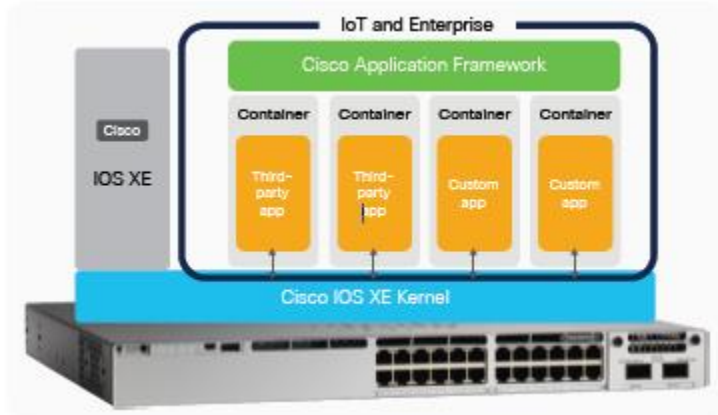 IoT and Enterprise
Cisco Application Framework
Container Container Container Container
Cisco
IOS XE
Third-
party
app
Third-
party
app
Custom
app
Custom
app
Cisco IOS XE Kernel